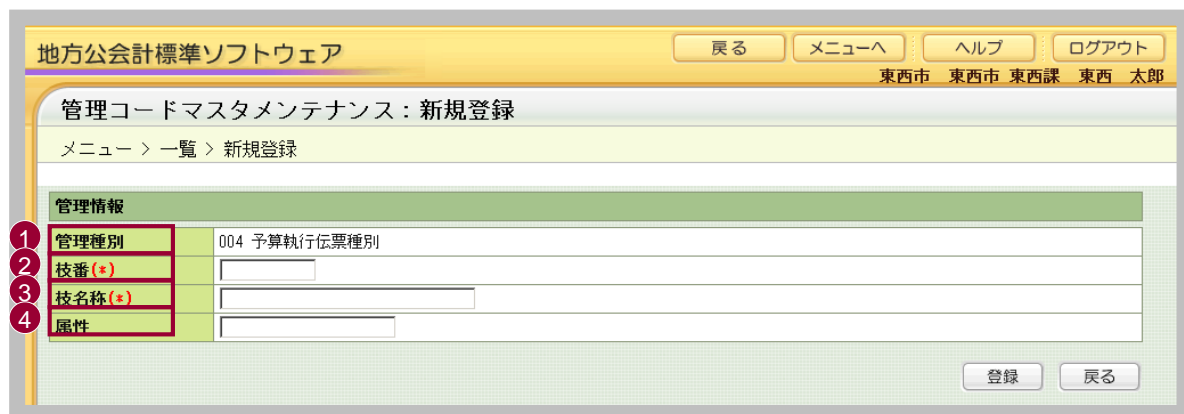 地方公会計標準ソフトウェア 戻る メニューへ ヘルプ ログアウト
東西市 東西市 東西課 東西 太郎
管理コードマスタメンテナンス：新規登録
メニュー > 一覧 > 新規登録
管理情報
1 管理種別 004 予算執行伝票種別
2 枝番(*)
3 枝名称(*)
4 属性
登録 戻る